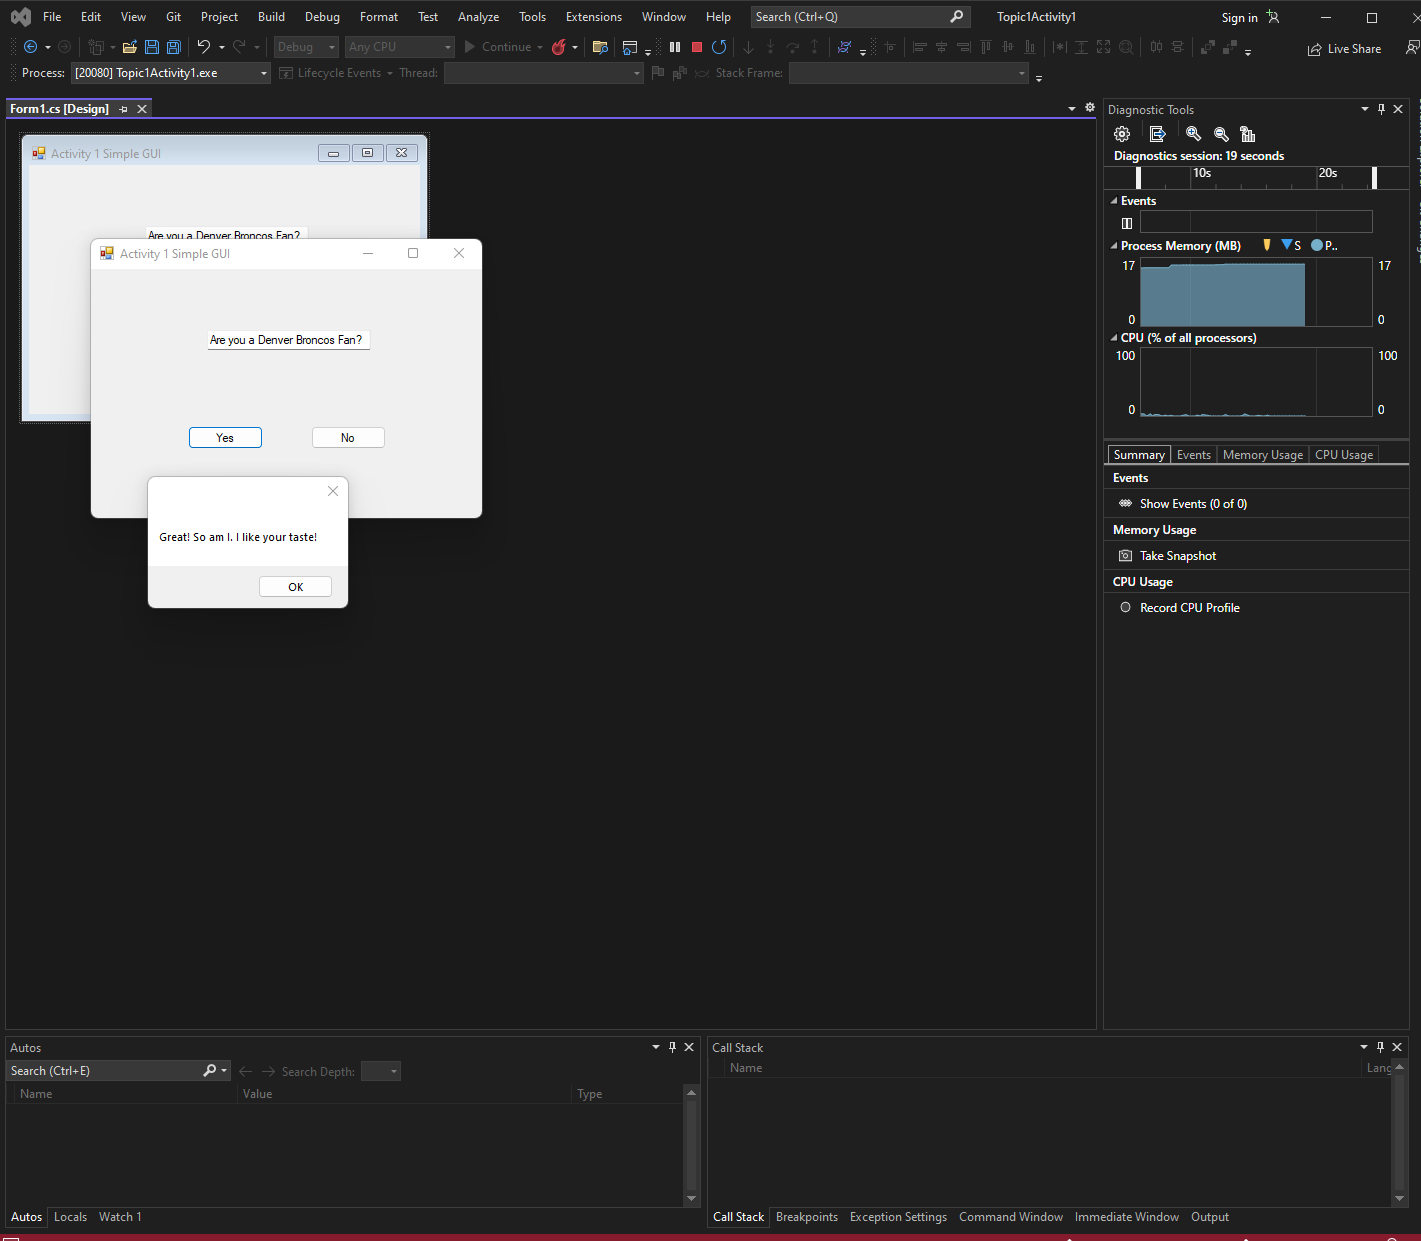 File Edit View Git Project Build Debug Format Test Analyze Tools Extensions Window Help Search (Ctrl+Q) Topic1Activity1 Sign in
Debug Any CPU Continue Live Share
Process: [20080] Topic1Activity1.exe Lifecycle Events Thread: Stack Frame:
Form1.cs [Design]
Activity 1 Simple GUI
Are you a Denver Broncos Fan?
Activity 1 Simple GUI
Are you a Denver Broncos Fan?
Yes No
Great! So am I. I like your taste!
OK
Diagnostic Tools
Diagnostics session: 19 seconds
10s 20s
Events
Process Memory (MB) S P..
17 17
0 0
CPU (% of all processors)
100 100
0 0
Summary Events Memory Usage CPU Usage
Events
Show Events (0 of 0)
Memory Usage
Take Snapshot
CPU Usage
Record CPU Profile
Autos
Search (Ctrl+E) Search Depth:
Name Value Type
Autos Locals Watch 1
Call Stack
Name Lang
Call Stack Breakpoints Exception Settings Command Window Immediate Window Output